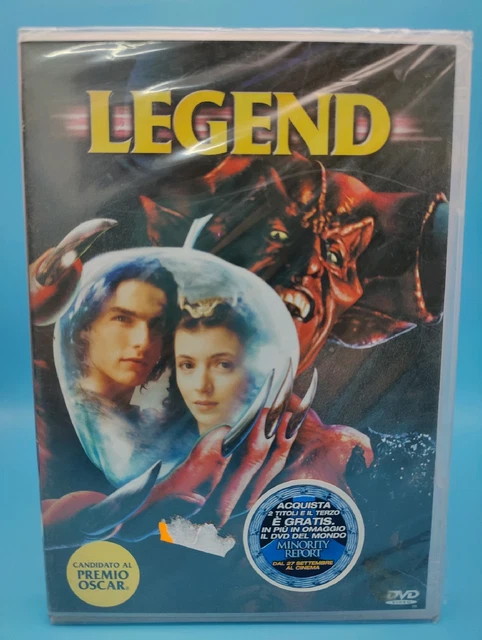 LEGEND
ACQUISTA
2 TITOLI E IL TERZO
È GRATIS.
IN PIÙ IN OMAGGIO
IL DVD DEL MONDO
MINORITY
REPORT
DAL 27 SETTEMBRE
AL CINEMA
CANDIDATO AL
PREMIO
OSCAR®
DVD
VIDEO